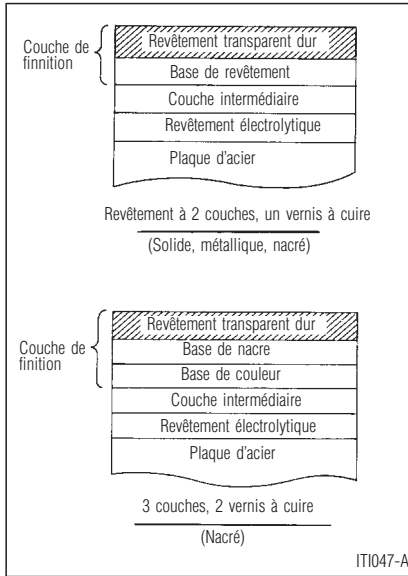 Couche de
finnition
Revêtement transparent dur
Base de revêtement
Couche intermédiaire
Revêtement électrolytique
Plaque d'acier
Revêtement à 2 couches, un vernis à cuire
(Solide, métallique, nacré)
Couche de
finition
Revêtement transparent dur
Base de nacre
Base de couleur
Couche intermédiaire
Revêtement électrolytique
Plaque d'acier
3 couches, 2 vernis à cuire
(Nacré)
ITI047-A